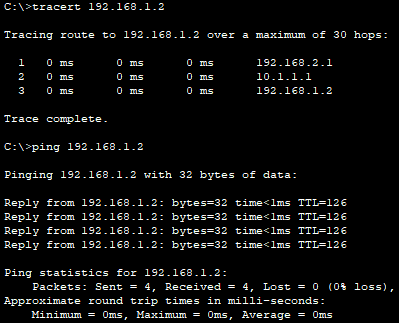 C:\>tracert 192.168.1.2
Tracing route to 192.168.1.2 over a maximum of 30 hops:
1 0 ms 0 ms 0 ms 192.168.2.1
2 0 ms 0 ms 0 ms 10.1.1.1
3 0 ms 0 ms 0 ms 192.168.1.2
Trace complete.
C:\>ping 192.168.1.2
Pinging 192.168.1.2 with 32 bytes of data:
Reply from 192.168.1.2: bytes=32 time<1ms TTL=126
Reply from 192.168.1.2: bytes=32 time<1ms TTL=126
Reply from 192.168.1.2: bytes=32 time<1ms TTL=126
Reply from 192.168.1.2: bytes=32 time<1ms TTL=126
Ping statistics for 192.168.1.2:
Packets: Sent = 4, Received = 4, Lost = 0 (0% loss),
Approximate round trip times in milli-seconds:
Minimum = 0ms, Maximum = 0ms, Average = 0ms